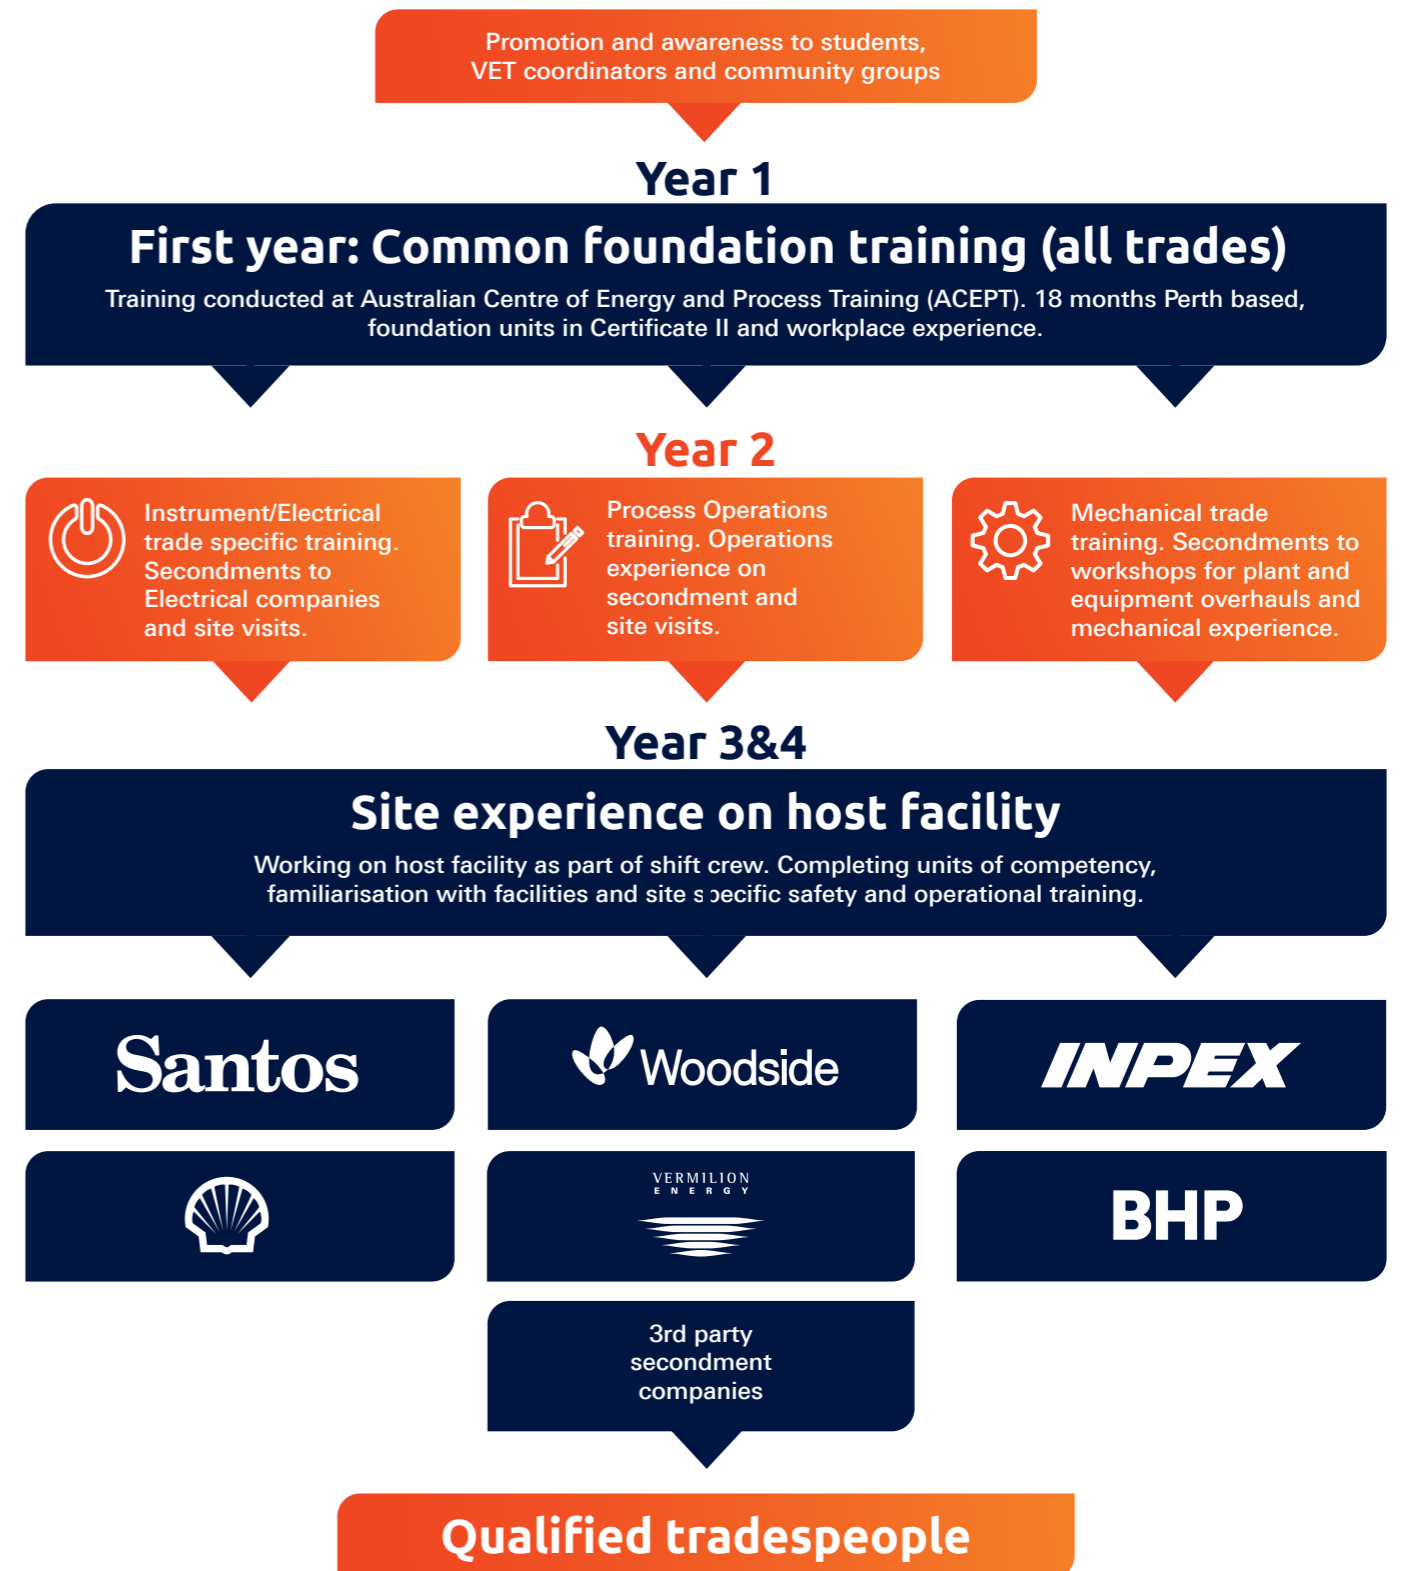 Promotion and awareness to students,
VET coordinators and community groups
Year 1
First year: Common foundation training (all trades)
Training conducted at Australian Centre of Energy and Process Training (ACEPT). 18 months Perth based,
foundation units in Certificate II and workplace experience.
Year 2
Instrument/Electrical
trade specific training.
Secondments to
Electrical companies
and site visits.
Process Operations
training. Operations
experience on
secondment and
site visits.
Mechanical trade
training. Secondments to
workshops for plant and
equipment overhauls and
mechanical experience.
Year 3&4
Site experience on host facility
Working on host facility as part of shift crew. Completing units of competency,
familiarisation with facilities and site specific safety and operational training.
Santos
Woodside
INPEX
VERMILION
ENERGY
BHP
3rd party
secondment
companies
Qualified tradespeople